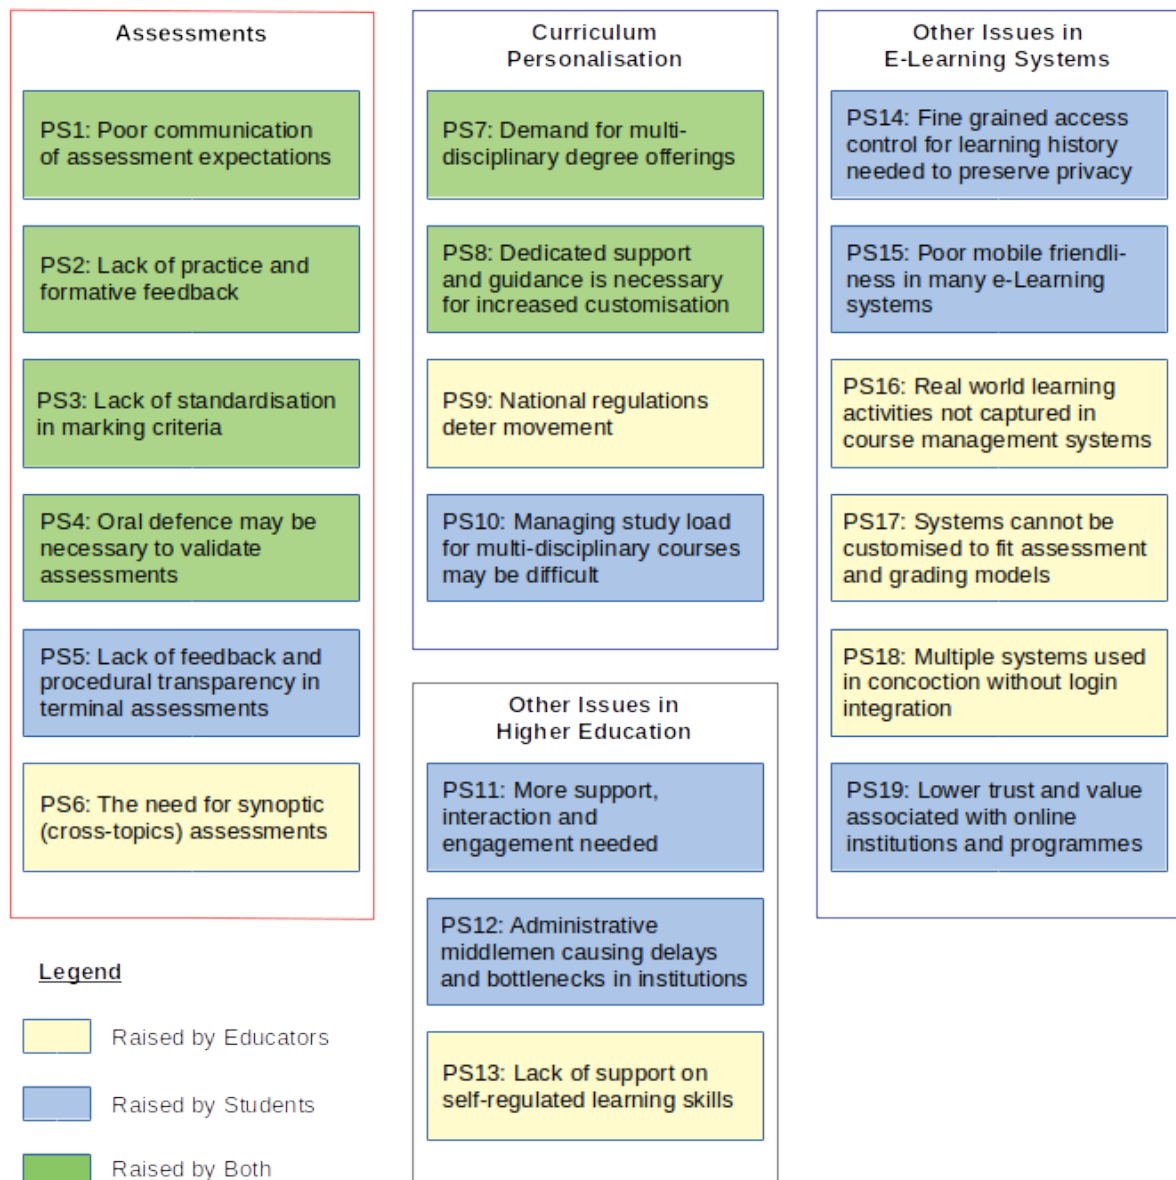 Assessments
PS1: Poor communication
of assessment expectations
PS2: Lack of practice and
formative feedback
PS3: Lack of standardisation
in marking criteria
PS4: Oral defence may be
necessary to validate
assessments
PS5: Lack of feedback and
procedural transparency in
terminal assessments
PS6: The need for synoptic
(cross-topics) assessments
Legend
Raised by Educators
Raised by Students
Raised by Both
Curriculum
Personalisation
PS7: Demand for multi-
disciplinary degree offerings
PS8: Dedicated support
and guidance is necessary
for increased customisation
PS9: National regulations
deter movement
PS10: Managing study load
for multi-disciplinary courses
may be difficult
Other Issues in
Higher Education
PS11: More support,
interaction and
engagement needed
PS12: Administrative
middlemen causing delays
and bottlenecks in institutions
PS13: Lack of support on
self-regulated learning skills
Other Issues in
E-Learning Systems
PS14: Fine grained access
control for learning history
needed to preserve privacy
PS15: Poor mobile friendli-
ness in many e-Learning
systems
PS16: Real world learning
activities not captured in
course management systems
PS17: Systems cannot be
customised to fit assessment
and grading models
PS18: Multiple systems used
in concoction without login
integration
PS19: Lower trust and value
associated with online
institutions and programmes